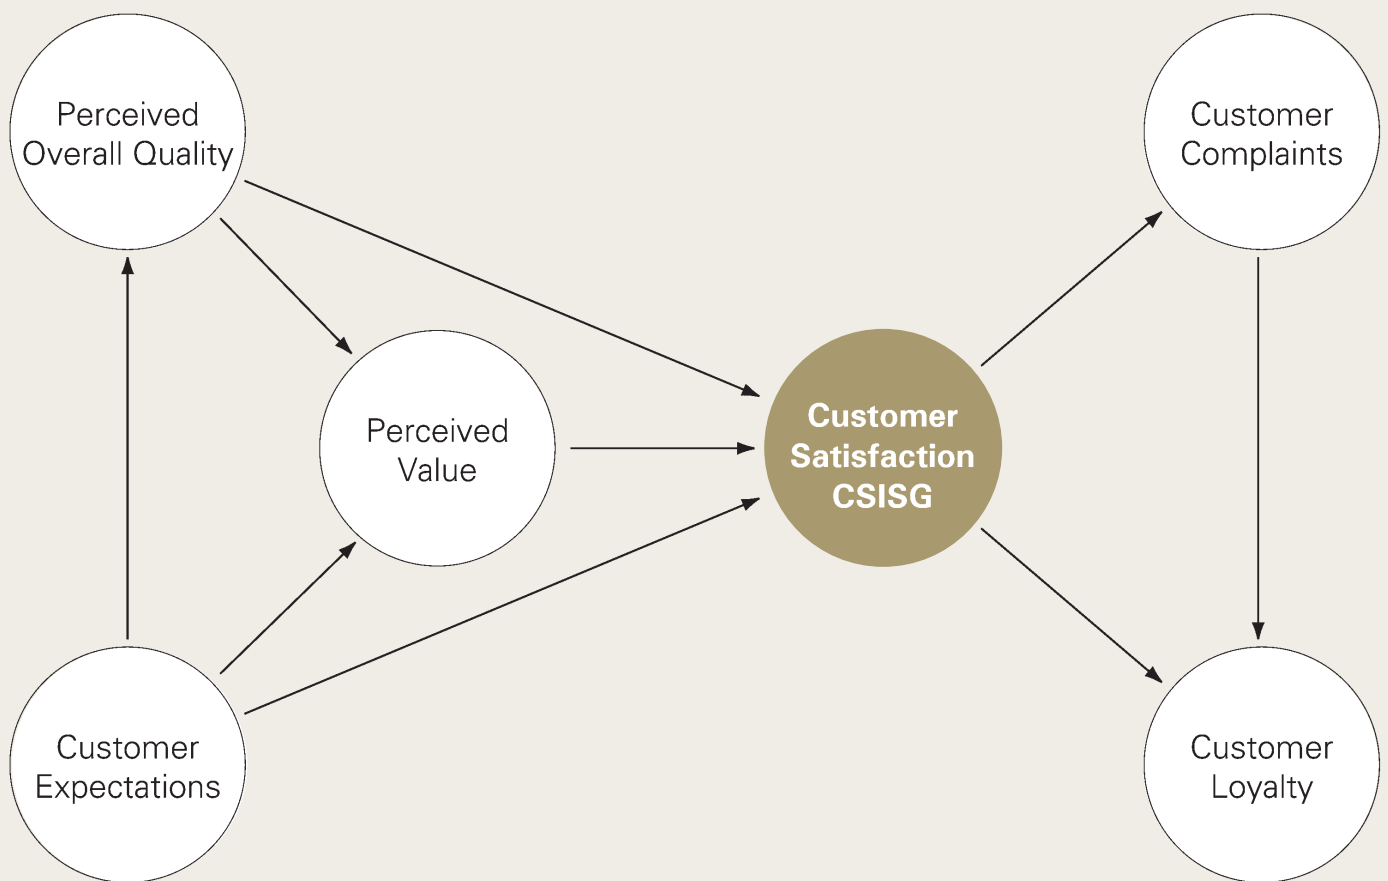 Perceived
Overall Quality
Customer
Complaints
Perceived
Value
Customer
Satisfaction
CSISG
Customer
Expectations
Customer
Loyalty